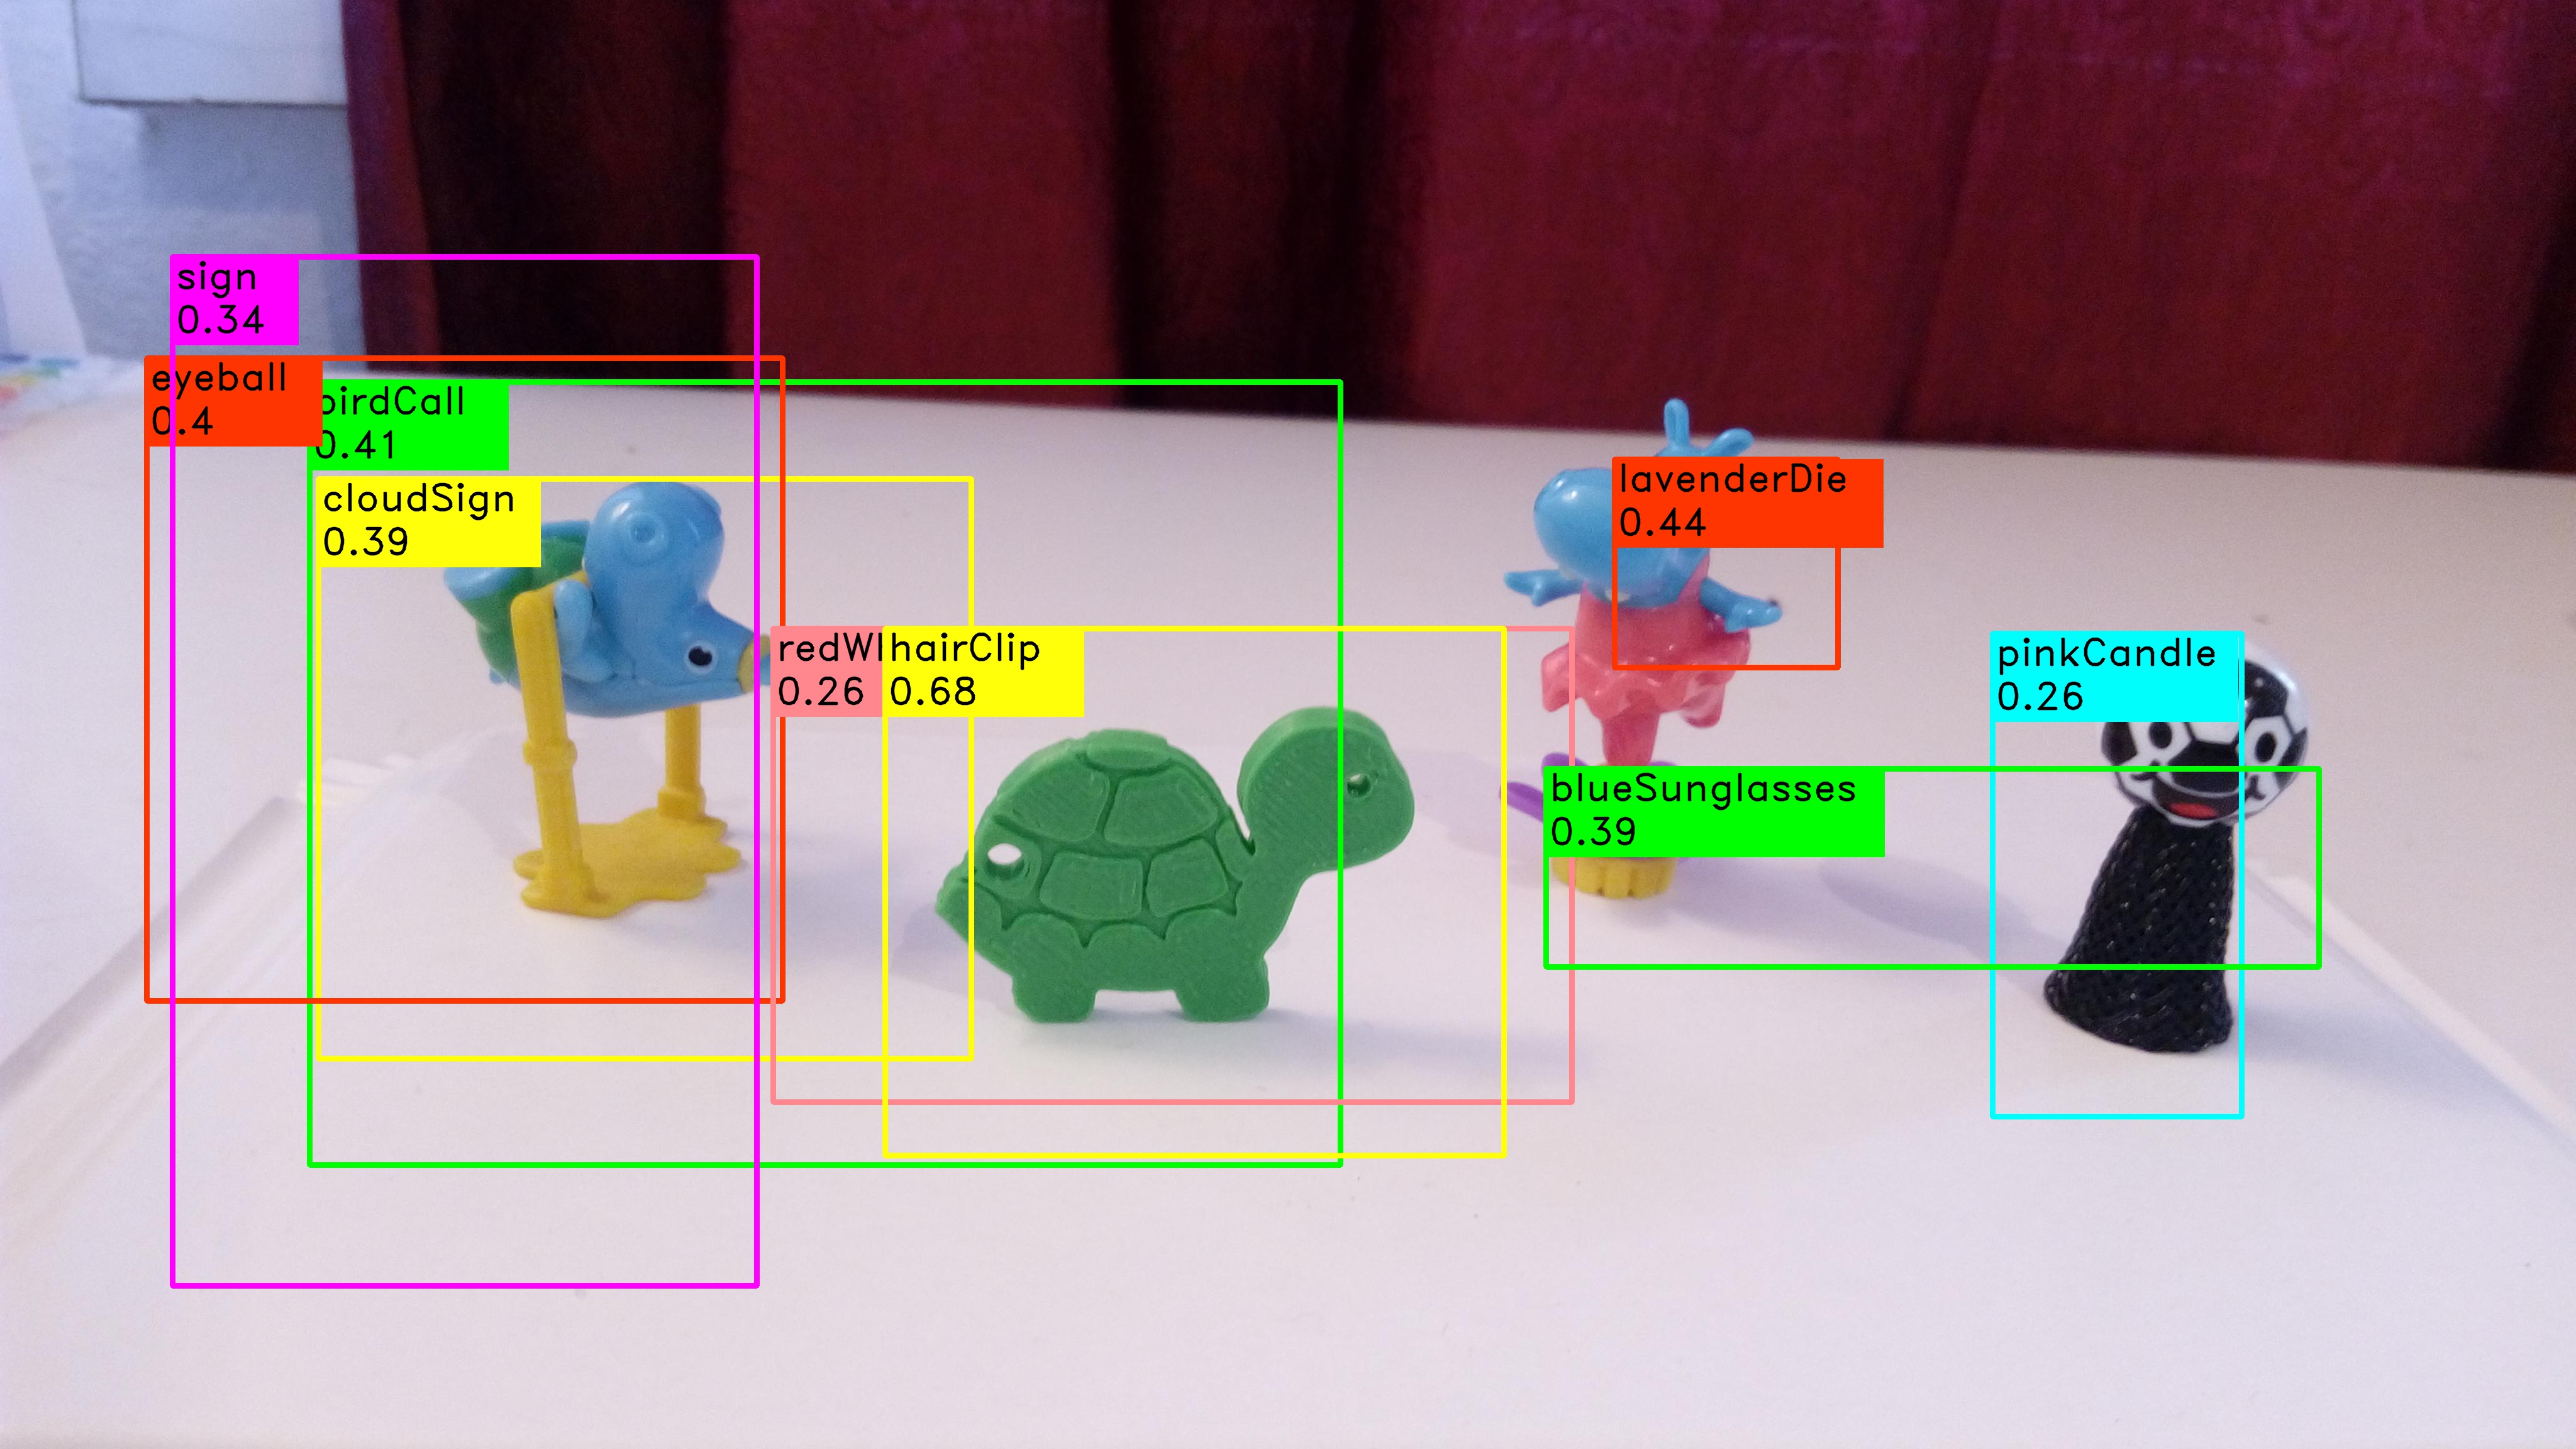 sign
0.34
eyeball
0.4
birdCall
0.41
cloudSign
0.39
lavenderDie
0.44
hairClip
0.68
0.26
pinkCandle
0.26
blueSunglasses
0.39